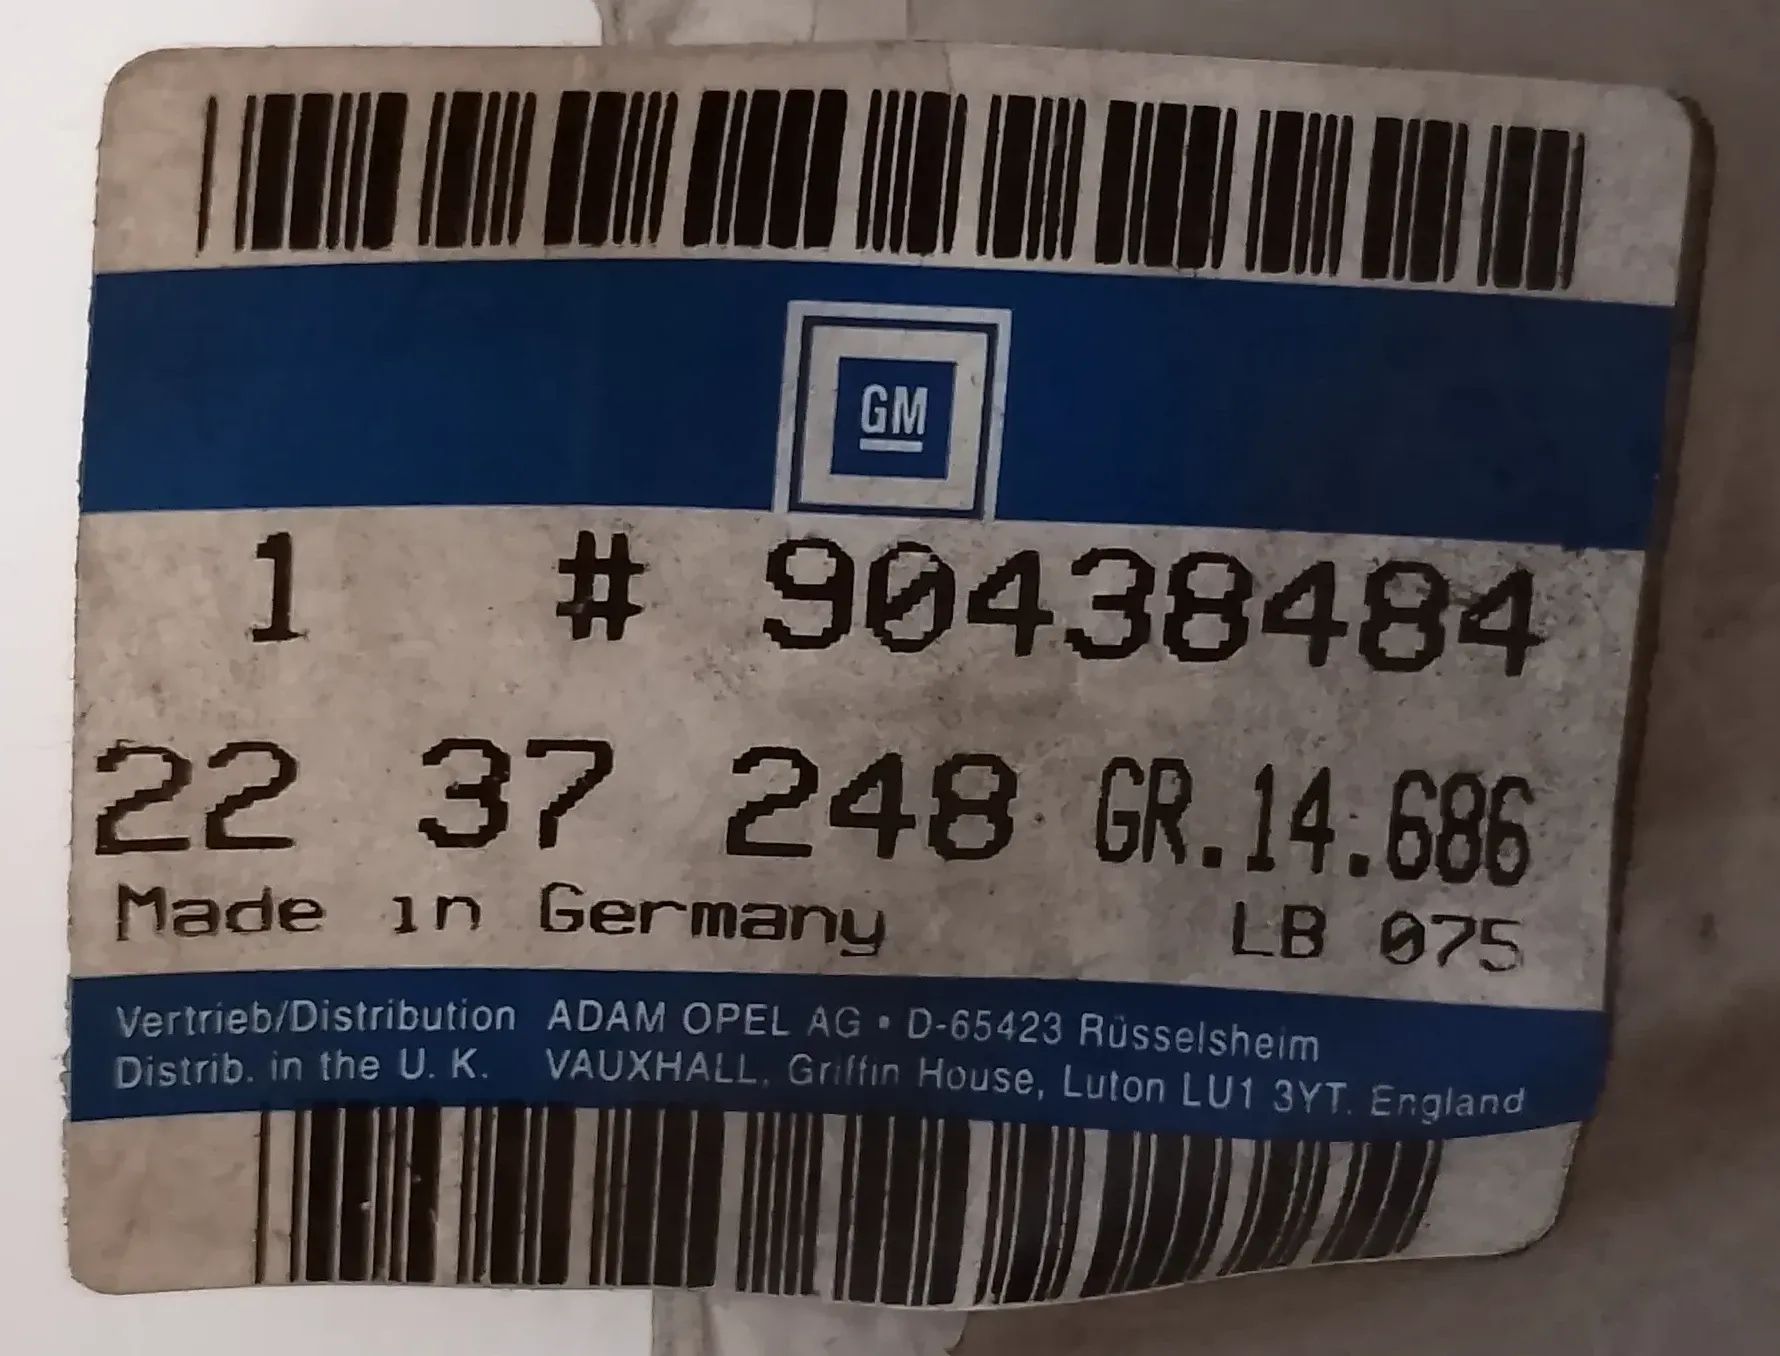 GM
1 # 90438484
22 37 248 GR.14.686
Made in Germany LB 075
Vertrieb/Distribution ADAM OPEL AG • D-65423 Rüsselsheim
Distrib. in the U. K. VAUXHALL, Griffin House, Luton LU1 3YT. England